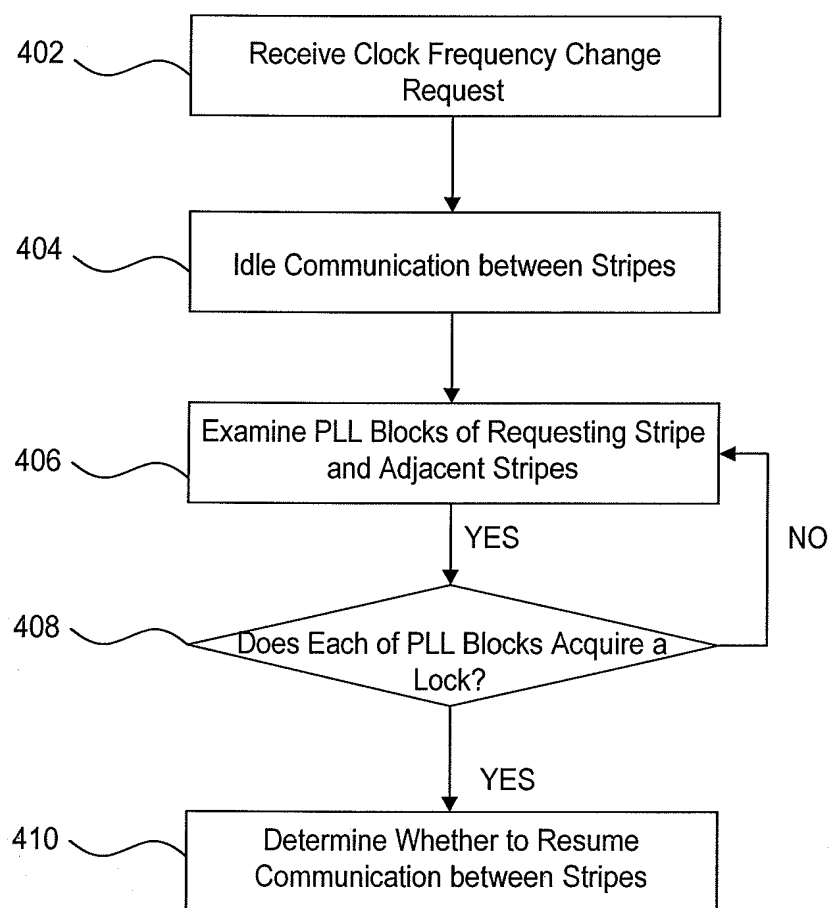 402
Receive Clock Frequency Change
Request
404
Idle Communication between Stripes
406
Examine PLL Blocks of Requesting Stripe
and Adjacent Stripes
YES
NO
408
Does Each of PLL Blocks Acquire a
Lock?
YES
410
Determine Whether to Resume
Communication between Stripes